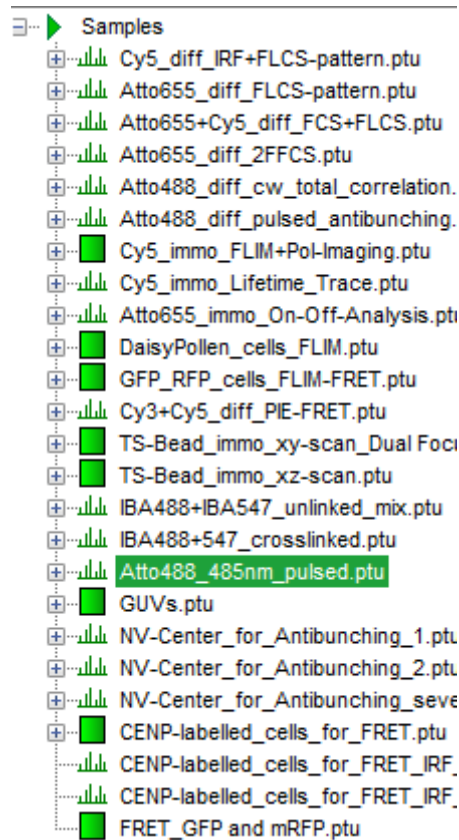 Samples
Cy5_diff_IRF+FLCS-pattern.ptu
Atto655_diff_FLCS-pattern.ptu
Atto655+Cy5_diff_FCS+FLCS.ptu
Atto655_diff_2FFCS.ptu
Atto488_diff_cw_total_correlation.
Atto488_diff_pulsed_antibunching.
Cy5_immo_FLIM+Pol-Imaging.ptu
Cy5_immo_Lifetime_Trace.ptu
Atto655_immo_On-Off-Analysis.ptu
DaisyPollen_cells_FLIM.ptu
GFP_RFP_cells_FLIM-FRET.ptu
Cy3+Cy5_diff_PIE-FRET.ptu
TS-Bead_immo_xy-scan_Dual Focu
TS-Bead_immo_xz-scan.ptu
IBA488+IBA547_unlinked_mix.ptu
IBA488+547_crosslinked.ptu
Atto488_485nm_pulsed.ptu
GUVs.ptu
NV-Center_for_Antibunching_1.ptu
NV-Center_for_Antibunching_2.ptu
NV-Center_for_Antibunching_seve
CENP-labelled_cells_for_FRET.ptu
CENP-labelled_cells_for_FRET_IRF_
CENP-labelled_cells_for_FRET_IRF_
FRET_GFP and mRFP.ptu